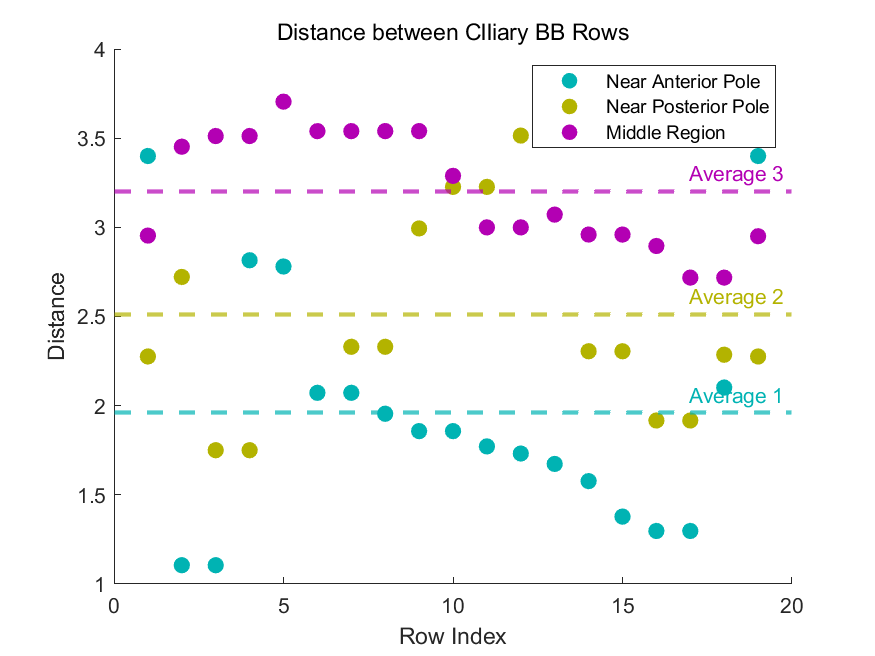 Distance between CIliary BB Rows
4
3.5
3
2.5
2
1.5
1
0
5
10
15
20
Distance
Row Index
Near Anterior Pole
Near Posterior Pole
Middle Region
Average 3
Average 2
Average 1